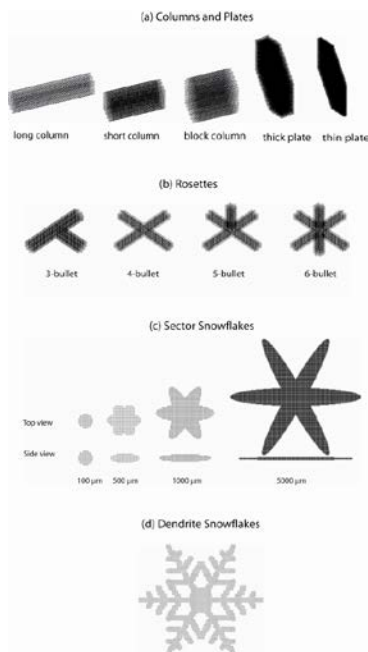 (a) Columns and Plates
long column short column block column thick plate thin plate
(b) Rosettes
3-bullet 4-bullet 5-bullet 6-bullet
(c) Sector Snowflakes
Top view
Side view
100 µm 500 µm 1000 µm 5000 µm
(d) Dendrite Snowflakes